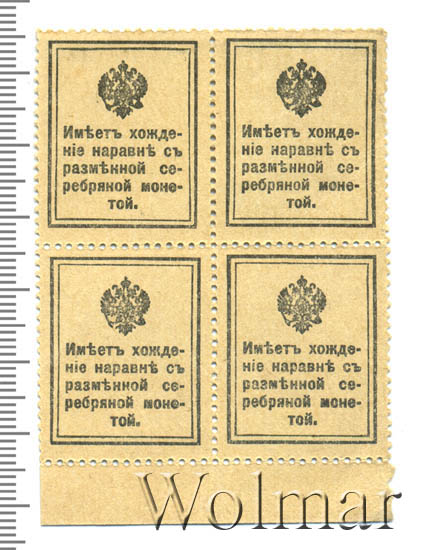 Имѣетъ хожде-
ніе наравнѣ съ
размѣнной се-
ребряной моне-
той.
Имѣетъ хожде-
ніе наравнѣ съ
размѣнной се-
ребряной моне-
той.
Имѣетъ хожде-
ніе наравнѣ съ
размѣнной се-
ребряной моне-
той.
Имѣетъ хожде-
ніе наравнѣ съ
размѣнной се-
ребряной моне-
той.
Wolmar